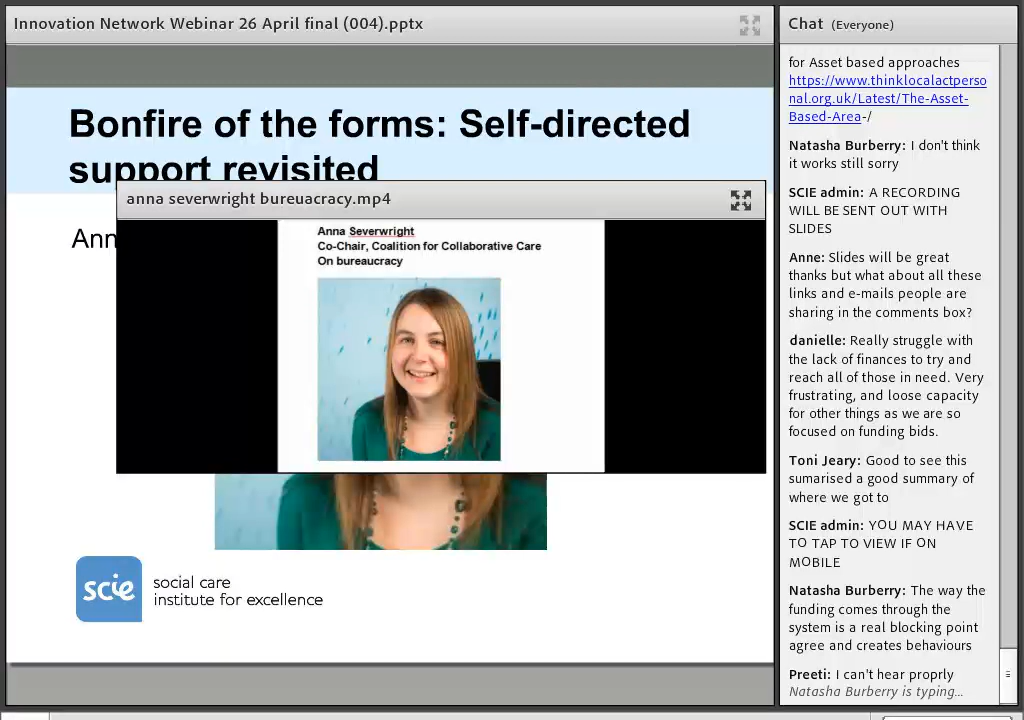 Innovation Network Webinar 26 April final (004).pptx
Bonfire of the forms: Self-directed
support revisited
Ann
anna severwright bureuacracy.mp4
Anna Severwright
Co-Chair, Coalition for Collaborative Care
On bureaucracy
scie
social care
institute for excellence
Chat (Everyone)
for Asset based approaches
https://www.thinklocalactperso
nal.org.uk/Latest/The-Asset-
Based-Area-/
Natasha Burberry: I don't think
it works still sorry
SCIE admin: A RECORDING
WILL BE SENT OUT WITH
SLIDES
Anne: Slides will be great
thanks but what about all these
links and e-mails people are
sharing in the comments box?
danielle: Really struggle with
the lack of finances to try and
reach all of those in need. Very
frustrating, and loose capacity
for other things as we are so
focused on funding bids.
Toni Jeary: Good to see this
sumarised a good summary of
where we got to
SCIE admin: YOU MAY HAVE
TO TAP TO VIEW IF ON
MOBILE
Natasha Burberry: The way the
funding comes through the
system is a real blocking point
agree and creates behaviours
Preeti: I can't hear proprly
Natasha Burberry is typing...